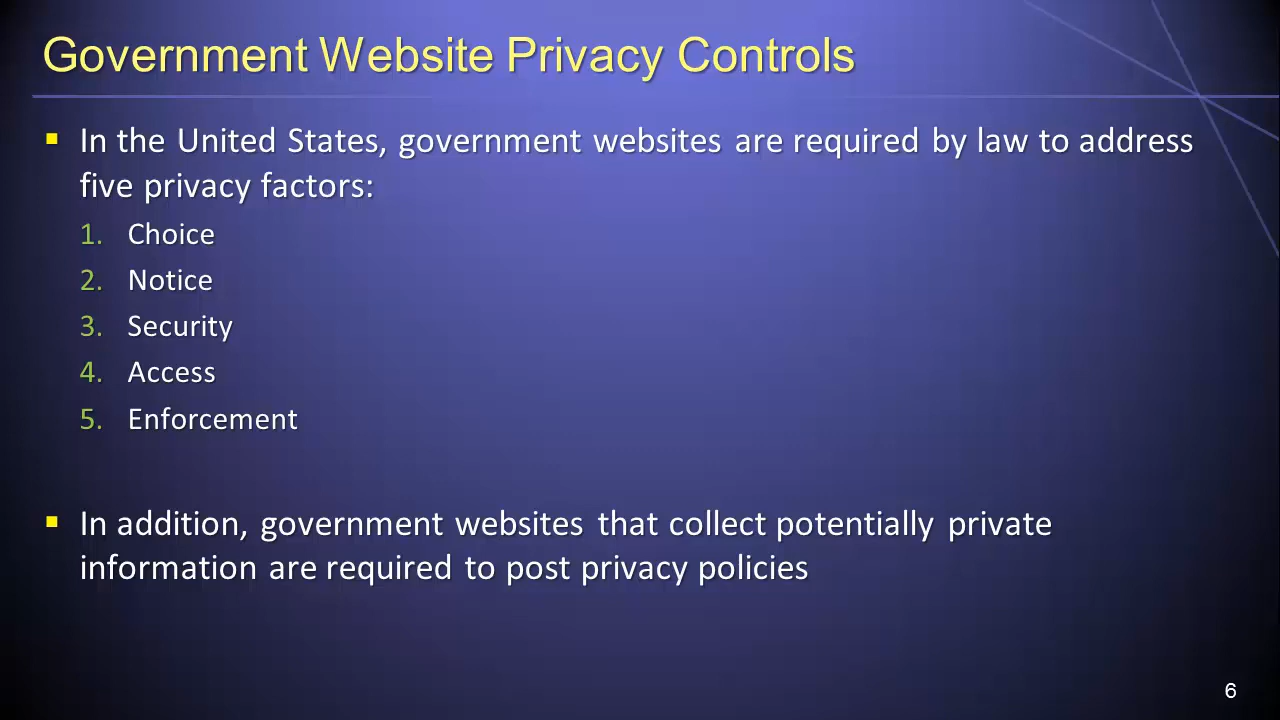 Government Website Privacy Controls
In the United States, government websites are required by law to address
five privacy factors:
1. Choice
2. Notice
3. Security
4. Access
5. Enforcement
In addition, government websites that collect potentially private
information are required to post privacy policies
6